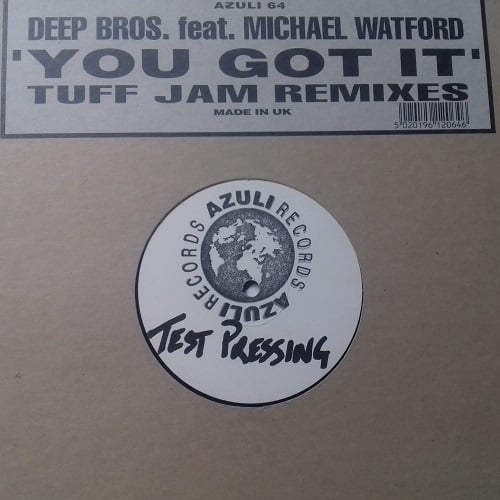 AZULI 64
DEEP BROS. feat. MICHAEL WATFORD
'YOU GOT IT'
TUFF JAM REMIXES
MADE IN UK
5 020196 120646
AZULI RECORDS
AZULI RECORDS
TEST PRESSING